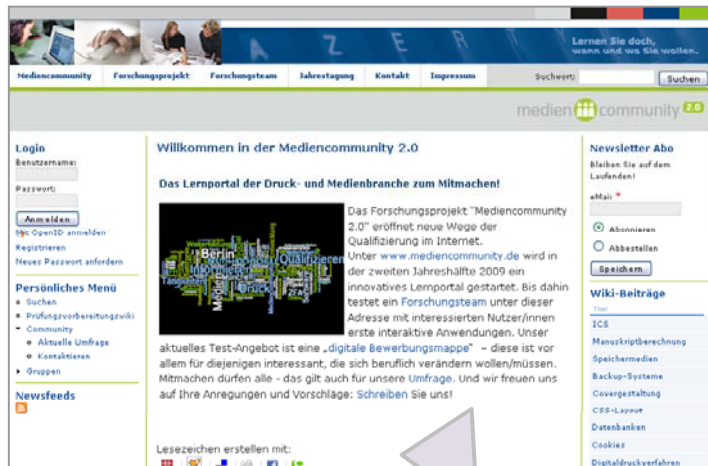 A Z E R T
Lernen Sie doch,
wann und wo Sie wollen.
Mediencommunity Forschungsprojekt Forschungsteam Jahrestagung Kontakt Impressum Suchwort: Suchen
medien community 2.0
Login
Benutzername:
Passwort:
Anmelden
Mit OpenID anmelden
Registrieren
Neues Passwort anfordern
Persönliches Menü
Suchen
Prüfungsvorbereitungswiki
Community
Aktuelle Umfrage
Kontaktieren
Gruppen
Newsfeeds
Willkommen in der Mediencommunity 2.0
Das Lernportal der Druck- und Medienbranche zum Mitmachen!
Berlin
Informieren
Qualifizieren
Medien
Druck
Das Forschungsprojekt "Mediencommunity
2.0" eröffnet neue Wege der
Qualifizierung im Internet.
Unter www.mediencommunity.de wird in
der zweiten Jahreshälfte 2009 ein
innovatives Lernportal gestartet. Bis dahin
testet ein Forschungsteam unter dieser
Adresse mit interessierten Nutzer/innen
erste interaktive Anwendungen. Unser
aktuelles Test-Angebot ist eine „digitale Bewerbungsmappe" – diese ist vor
allem für diejenigen interessant, die sich beruflich verändern wollen/müssen.
Mitmachen dürfen alle - das gilt auch für unsere Umfrage. Und wir freuen uns
auf Ihre Anregungen und Vorschläge: Schreiben Sie uns!
Lesezeichen erstellen mit:
Newsletter Abo
Bleiben Sie auf dem
Laufenden!
eMail: *
Abonnieren
Abbestellen
Speichern
Wiki-Beiträge
Titel
ICS
Manuskriptberechnung
Speichermedien
Backup-Systeme
Covergestaltung
CSS-Layout
Datenbanken
Cookies
Digitaldruckverfahren